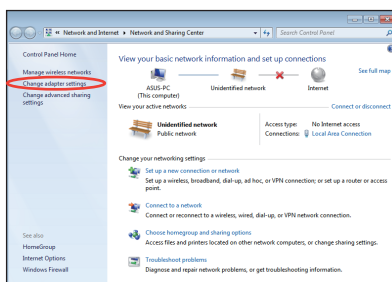 « Network and Internet ▸ Network and Sharing Center
Search Control Panel
Control Panel Home
Manage wireless networks
Change adapter settings
Change advanced sharing
settings
View your basic network information and set up connections
See full map
ASUS-PC
(This computer)
Unidentified network
Internet
View your active networks
Connect or disconnect
Unidentified network
Public network
Access type: No Internet access
Connections: Local Area Connection
Change your networking settings
Set up a new connection or network
Set up a wireless, broadband, dial-up, ad hoc, or VPN connection; or set up a router or access
point.
Connect to a network
Connect or reconnect to a wireless, wired, dial-up, or VPN network connection.
Choose homegroup and sharing options
Access files and printers located on other network computers, or change sharing settings.
Troubleshoot problems
Diagnose and repair network problems, or get troubleshooting information.
See also
HomeGroup
Internet Options
Windows Firewall